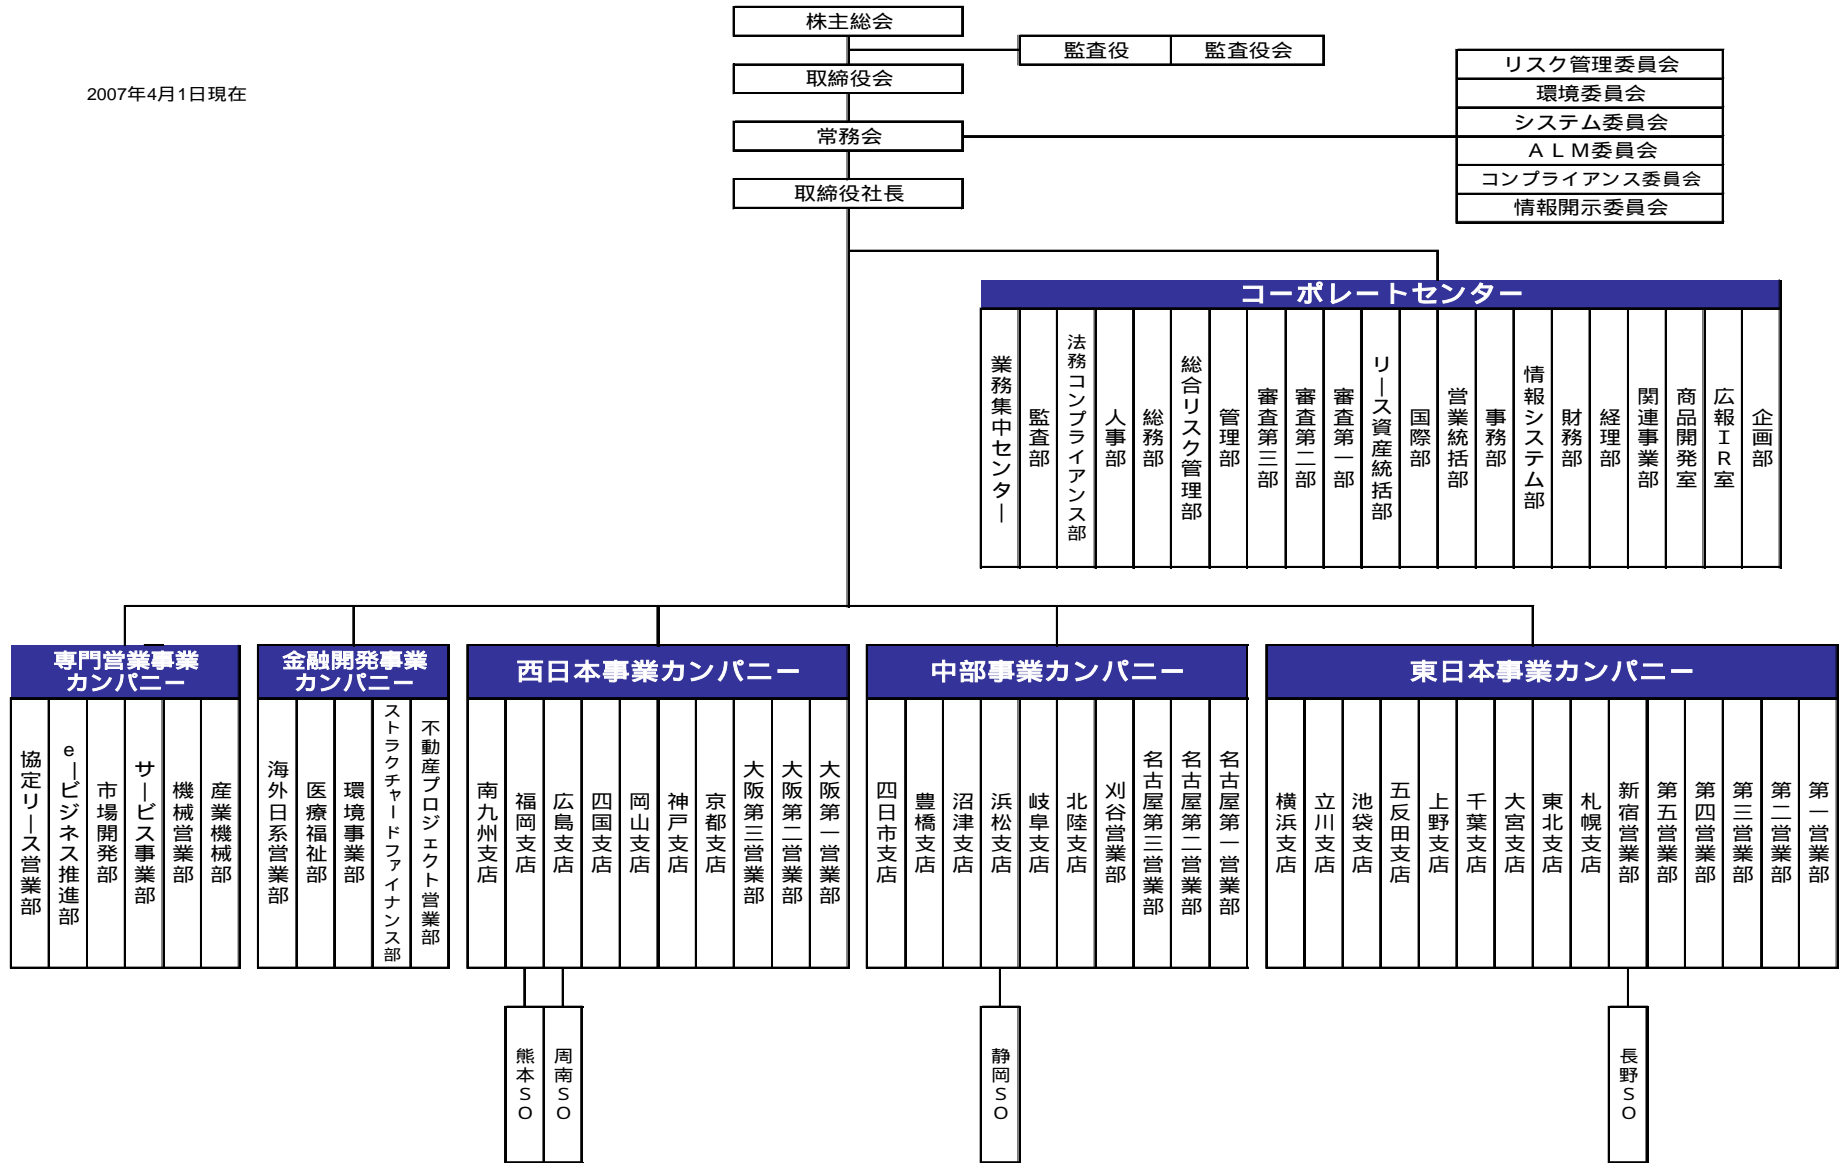 株主総会
監査役
監査役会
リスク管理委員会
取締役会
2007年4月1日現在
環境委員会
システム委員会
常務会
ＡＬＭ委員会
コンプライアンス委員会
取締役社長
情報開示委員会
コーポレートセンター
業務集中センター
監査部
法務コンプライアンス部
人事部
総務部
総合リスク管理部
管理部
審査第三部
審査第二部
審査第一部
リース資産統括部
国際部
営業統括部
事務部
情報システム部
財務部
経理部
関連事業部
商品開発室
広報ＩＲ室
企画部
専門営業事業
カンパニー
協定リース営業部
eービジネス推進部
市場開発部
サービス事業部
機械営業部
産業機械部
金融開発事業
カンパニー
海外日系営業部
医療福祉部
環境事業部
ストラクチャードファイナンス部
不動産プロジェクト営業部
西日本事業カンパニー
南九州支店
福岡支店
広島支店
四国支店
岡山支店
神戸支店
京都支店
大阪第三営業部
大阪第二営業部
大阪第一営業部
中部事業カンパニー
四日市支店
豊橋支店
沼津支店
浜松支店
岐阜支店
北陸支店
刈谷営業部
名古屋第三営業部
名古屋第二営業部
名古屋第一営業部
東日本事業カンパニー
横浜支店
立川支店
池袋支店
五反田支店
上野支店
千葉支店
大宮支店
東北支店
札幌支店
新宿営業部
第五営業部
第四営業部
第三営業部
第二営業部
第一営業部
熊本ＳＯ
周南ＳＯ
静岡ＳＯ
長野ＳＯ